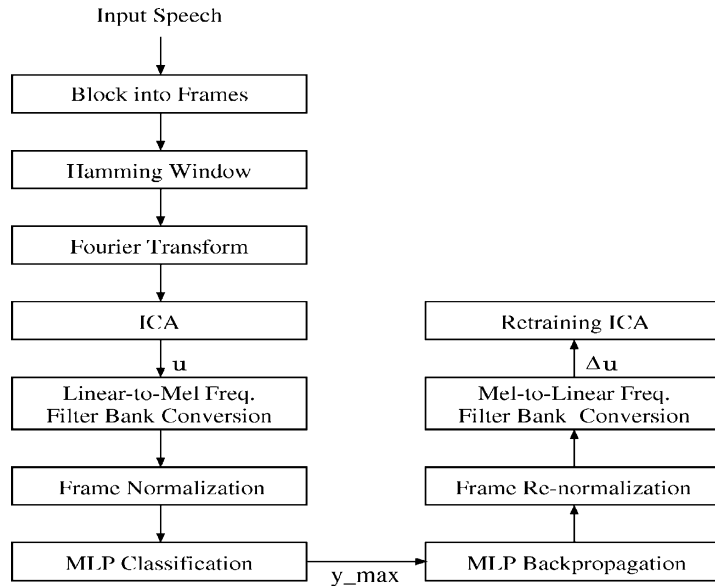 Input Speech
Block into Frames
Hamming Window
Fourier Transform
ICA
u
Linear-to-Mel Freq.
Filter Bank Conversion
Frame Normalization
MLP Classification
y_max
MLP Backpropagation
Frame Re-normalization
Mel-to-Linear Freq.
Filter Bank Conversion
Δu
Retraining ICA